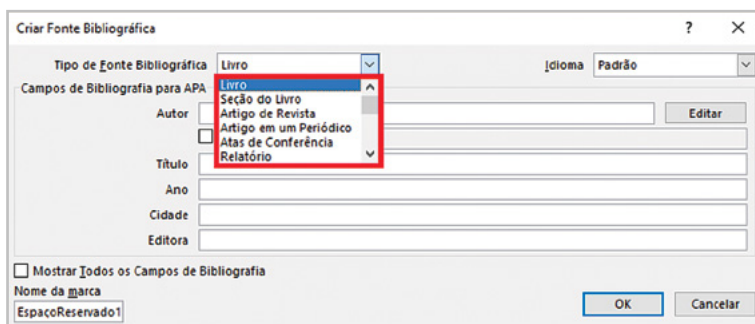 Criar Fonte Bibliográfica ? X
Tipo de Fonte Bibliográfica Livro Idioma Padrão
Campos de Bibliografia para APA
Livro
Seção do Livro
Artigo de Revista
Artigo em um Periódico
Atas de Conferência
Relatório
Autor Editar
Título
Ano
Cidade
Editora
Mostrar Todos os Campos de Bibliografia
Nome da marca
EspaçoReservado1
OK Cancelar